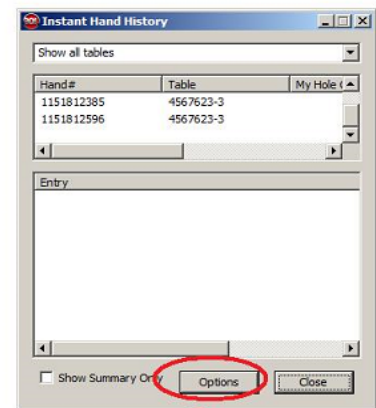 Instant Hand History
Show all tables
Hand# Table My Hole
1151812385 4567623-3
1151812596 4567623-3
Entry
Show Summary Only Options Close